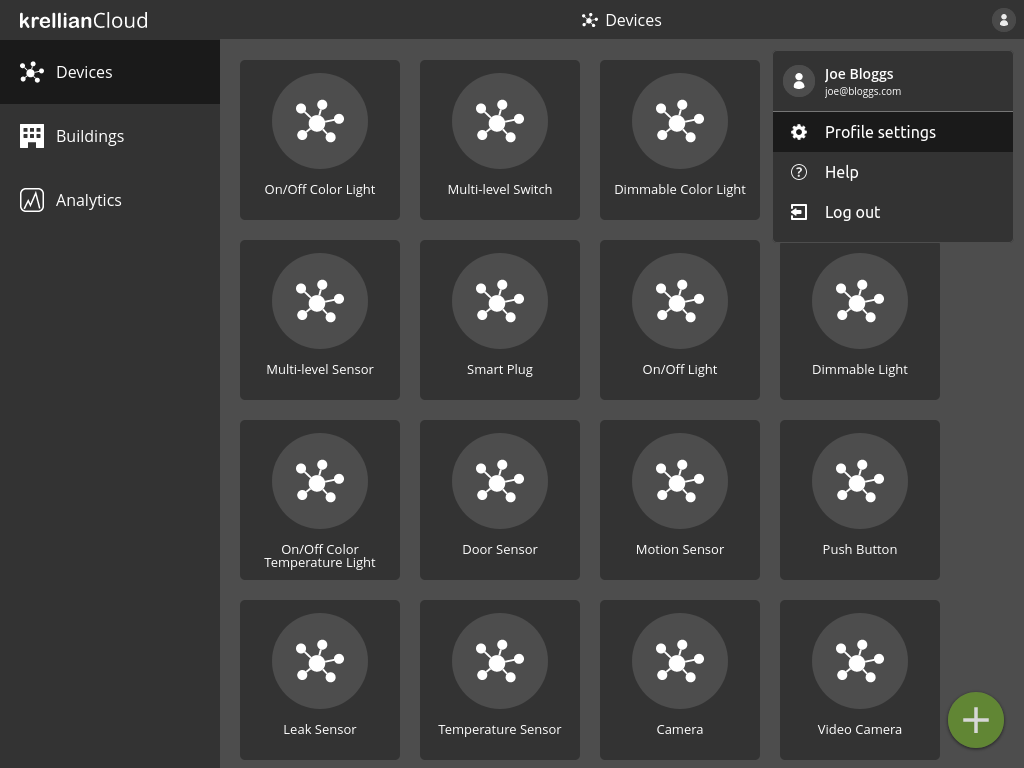 krellianCloud
Devices
Devices
Buildings
Analytics
Joe Bloggs
joe@bloggs.com
Profile settings
Help
Log out
On/Off Color Light
Multi-level Switch
Dimmable Color Light
Multi-level Sensor
Smart Plug
On/Off Light
Dimmable Light
On/Off Color
Temperature Light
Door Sensor
Motion Sensor
Push Button
Leak Sensor
Temperature Sensor
Camera
Video Camera